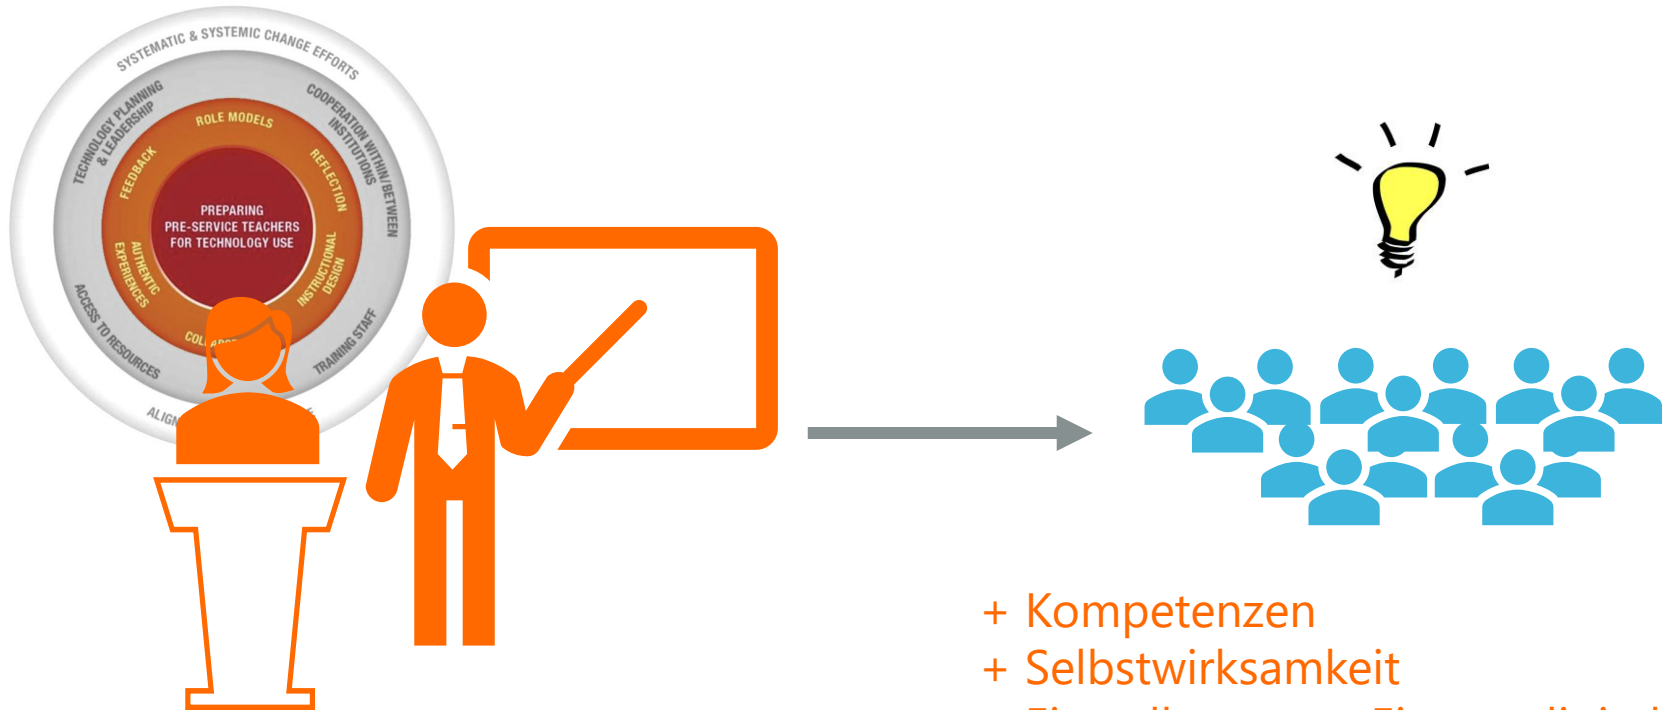 SYSTEMATIC & SYSTEMIC CHANGE EFFORTS
TECHNOLOGY PLANNING
& LEADERSHIP
COOPERATION WITHIN/BETWEEN
INSTITUTIONS
ROLE MODELS
FEEDBACK
REFLECTION
PREPARING
PRE-SERVICE TEACHERS
FOR TECHNOLOGY USE
AUTHENTIC
EXPERIENCES
INSTRUCTIONAL
DESIGN
ACCESS TO RESOURCES
TRAINING STAFF
+ Kompetenzen
+ Selbstwirksamkeit